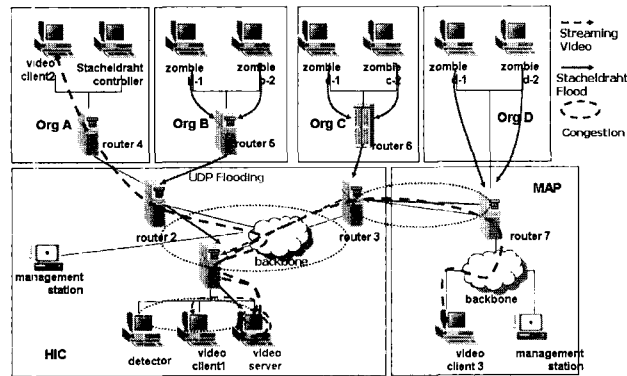 video
client2
Stacheldraht
controller
zombie
zombie
b-2
zombie
zombie
c-2
zombie
d-1
zombie
d-2
Streaming
Video
Stacheldraht
Flood
Congestion
Org A
router 4
Org B
router 5
Org C
router 6
Org D
UDP Flooding
MAP
router 2
backbone
router 3
router 7
management
station
backbone
HIC
detector
video
client1
video
server
video
client 3
management
station